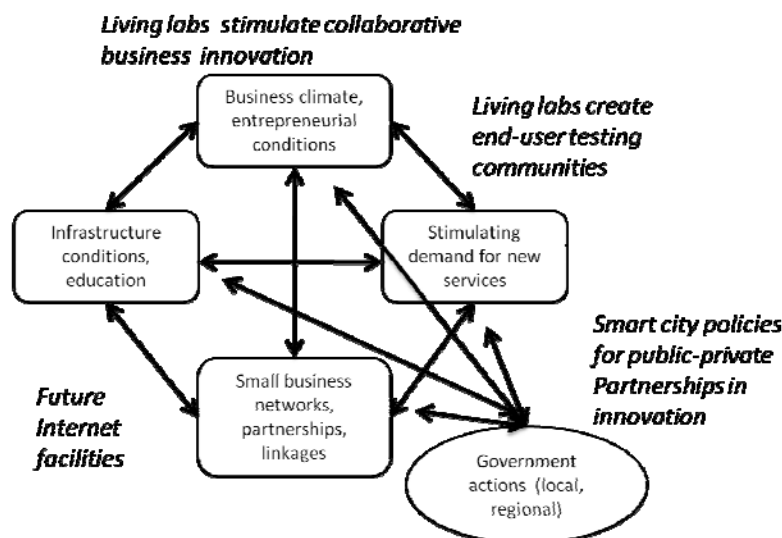 Living labs stimulate collaborative
business innovation
Business climate,
entrepreneurial
conditions
Living labs create
end-user testing
communities
Infrastructure
conditions,
education
Stimulating
demand for new
services
Smart city policies
for public-private
Partnerships in
innovation
Small business
networks,
partnerships,
linkages
Future
Internet
facilities
Government
actions (local,
regional)